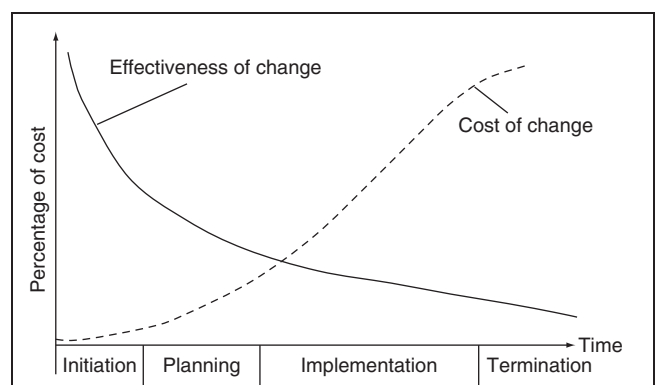 Effectiveness of change
Cost of change
Percentage of cost
Time
Initiation
Planning
Implementation
Termination